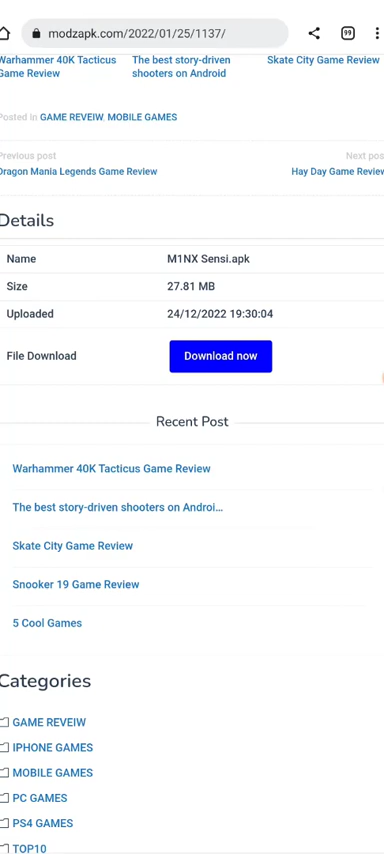 modzapk.com/2022/01/25/1137/
99
Warhammer 40K Tacticus
Game Review
The best story-driven
shooters on Android
Skate City Game Review
Posted in GAME REVEIW, MOBILE GAMES
Previous post
Next pos
Dragon Mania Legends Game Review
Hay Day Game Review
Details
Name M1NX Sensi.apk
Size 27.81 MB
Uploaded 24/12/2022 19:30:04
File Download Download now
Recent Post
Warhammer 40K Tacticus Game Review
The best story-driven shooters on Androi...
Skate City Game Review
Snooker 19 Game Review
5 Cool Games
Categories
GAME REVEIW
IPHONE GAMES
MOBILE GAMES
PC GAMES
PS4 GAMES
TOP10